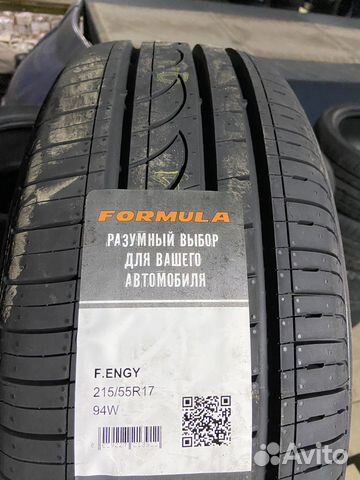 FORMULA
РАЗУМНЫЙ ВЫБОР
ДЛЯ ВАШЕГО
АВТОМОБИЛЯ
F.ENGY
215/55R17
94W
Avito